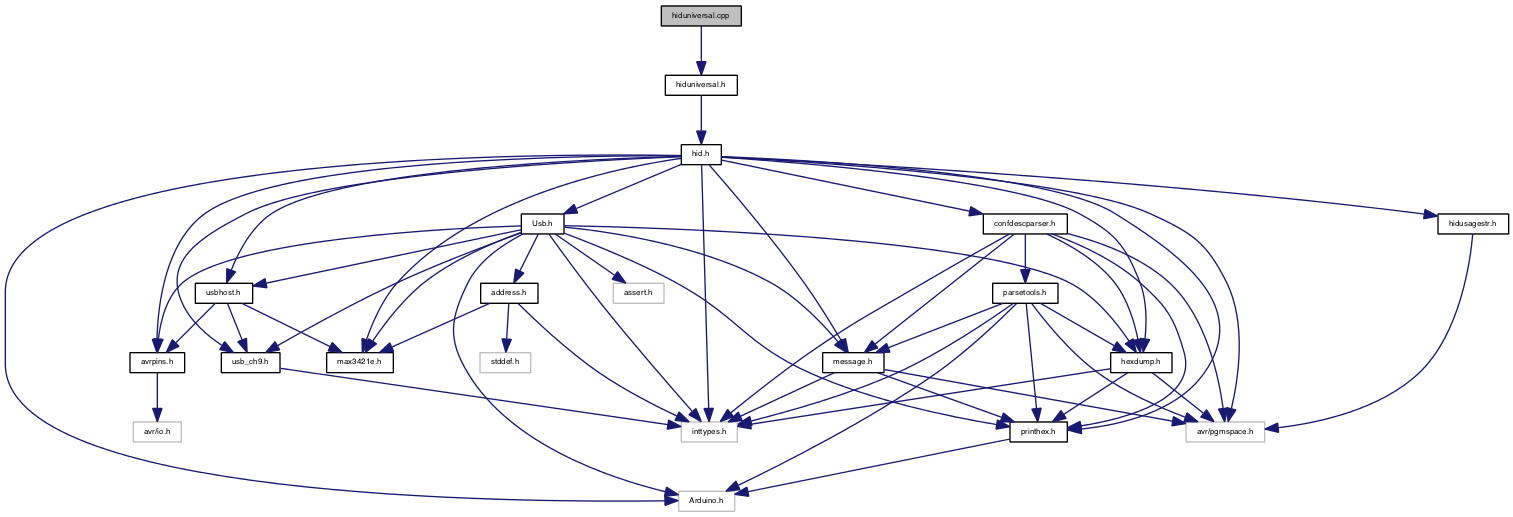 hiduniversal.cpp
hiduniversal.h
hid.h
Usb.h
confdescparser.h
hidusagestr.h
usbhost.h
address.h
assert.h
parsetools.h
avrpins.h
usb_ch9.h
max3421e.h
stddef.h
message.h
hexdump.h
avr/io.h
inttypes.h
printhex.h
avr/pgmspace.h
Arduino.h